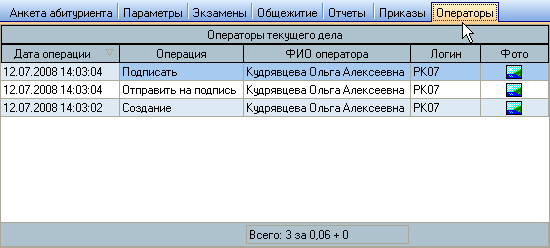 Анкета абитуриента Параметры Экзамены Общежитие Отчеты Приказы Операторы
Операторы текущего дела
Дата операции Операция ФИО оператора Логин Фото
12.07.2008 14:03:04 Подписать Кудрявцева Ольга Алексеевна РК07
12.07.2008 14:03:04 Отправить на подпись Кудрявцева Ольга Алексеевна РК07
12.07.2008 14:03:02 Создание Кудрявцева Ольга Алексеевна РК07
Всего: 3 за 0,06 + 0